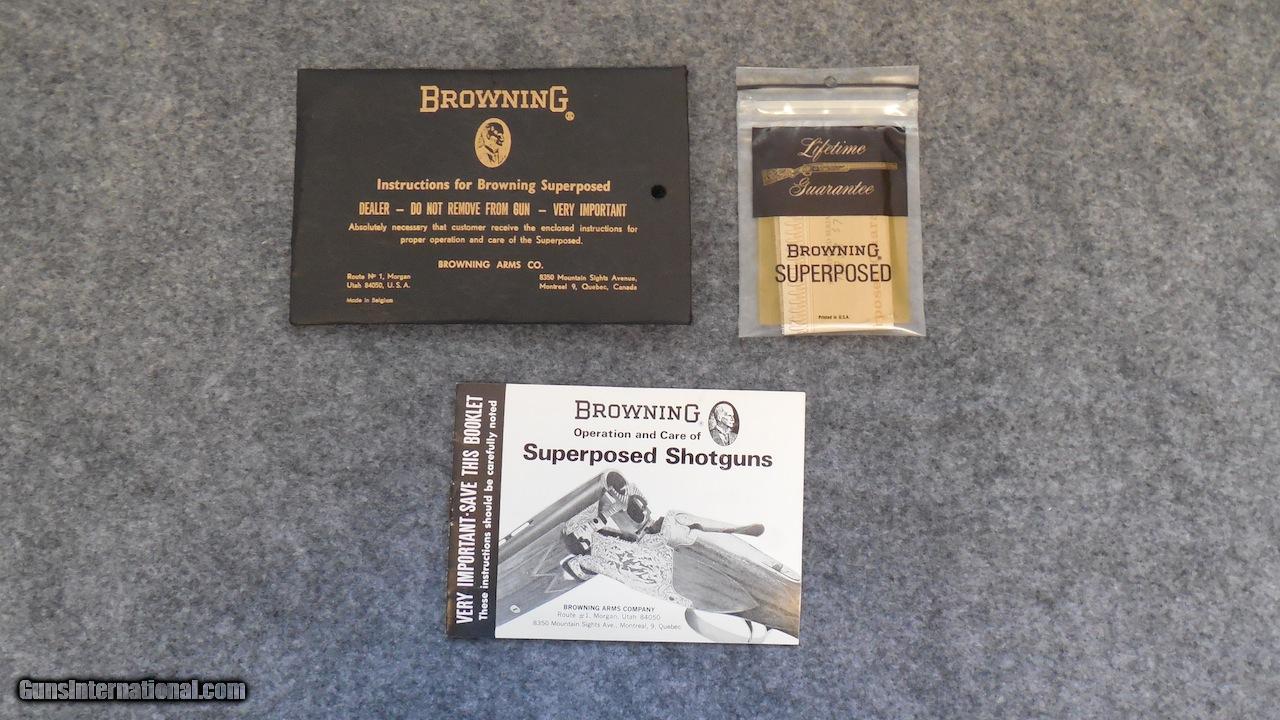 BROWNING®
Instructions for Browning Superposed
DEALER — DO NOT REMOVE FROM GUN — VERY IMPORTANT
Absolutely necessary that customer receive the enclosed instructions for
proper operation and care of the Superposed.
BROWNING ARMS CO.
Route Nº 1, Morgan
Utah 84050, U. S. A.
8350 Mountain Sights Avenue,
Montreal 9, Quebec, Canada
Made in Belgium
Lifetime
Guarantee
BROWNING®
SUPERPOSED
Printed in U.S.A.
VERY IMPORTANT·SAVE THIS BOOKLET
These instructions should be carefully noted
BROWNING®
Operation and Care of
Superposed Shotguns
BROWNING ARMS COMPANY
Route #1, Morgan, Utah 84050
8350 Mountain Sights Ave., Montreal, 9, Quebec
GunsInternational.com